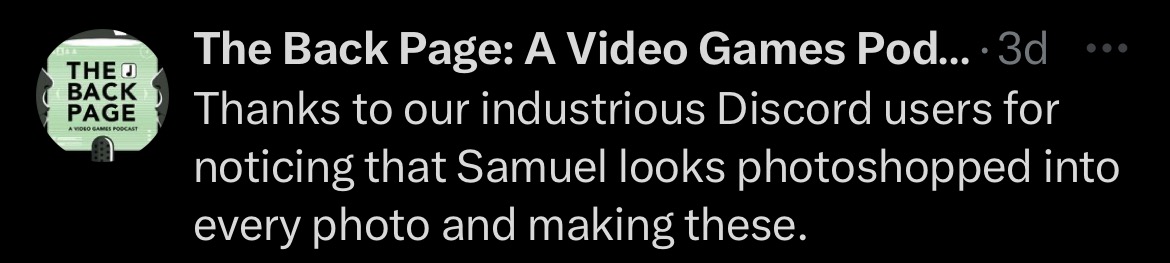 The Back Page: A Video Games Pod... · 3d
THE
BACK
PAGE
A VIDEO GAMES PODCAST
Thanks to our industrious Discord users for
noticing that Samuel looks photoshopped into
every photo and making these.